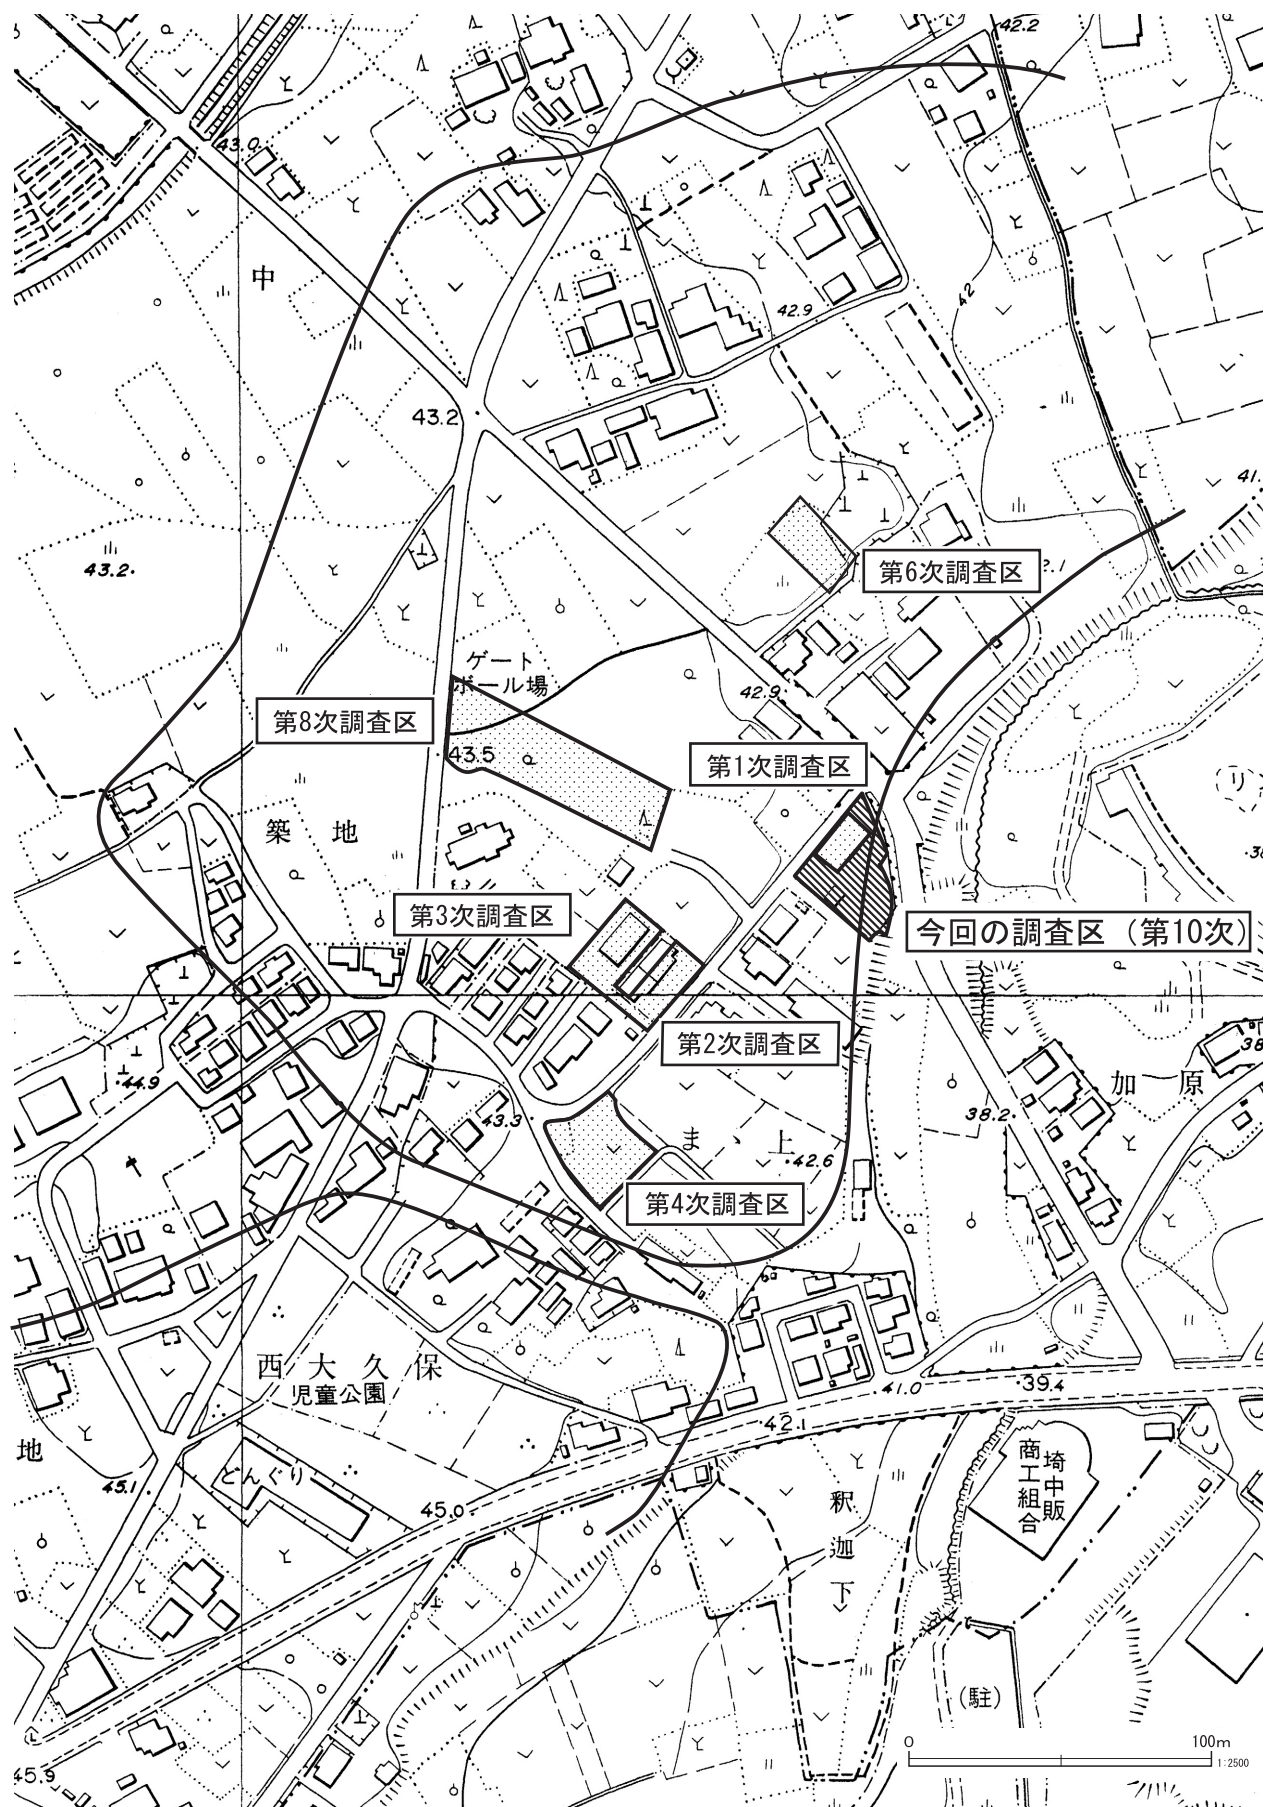 42.2
43.0
中
42.9
42
43.2
41.
43.2
第6次調査区
2.1
ゲート
ボール場
42.9
第8次調査区
43.5
第1次調査区
リ
築地
38
第3次調査区
今回の調査区（第10次）
第2次調査区
38
44.9
加原
43.3
38.2
ま、上
42.6
第4次調査区
西大久保
児童公園
41.0
39.4
42.1
地
どんぐり
45.1
45.0
埼中販
商工組合
釈迦下
(駐)
0
100m
1:2500
45.9